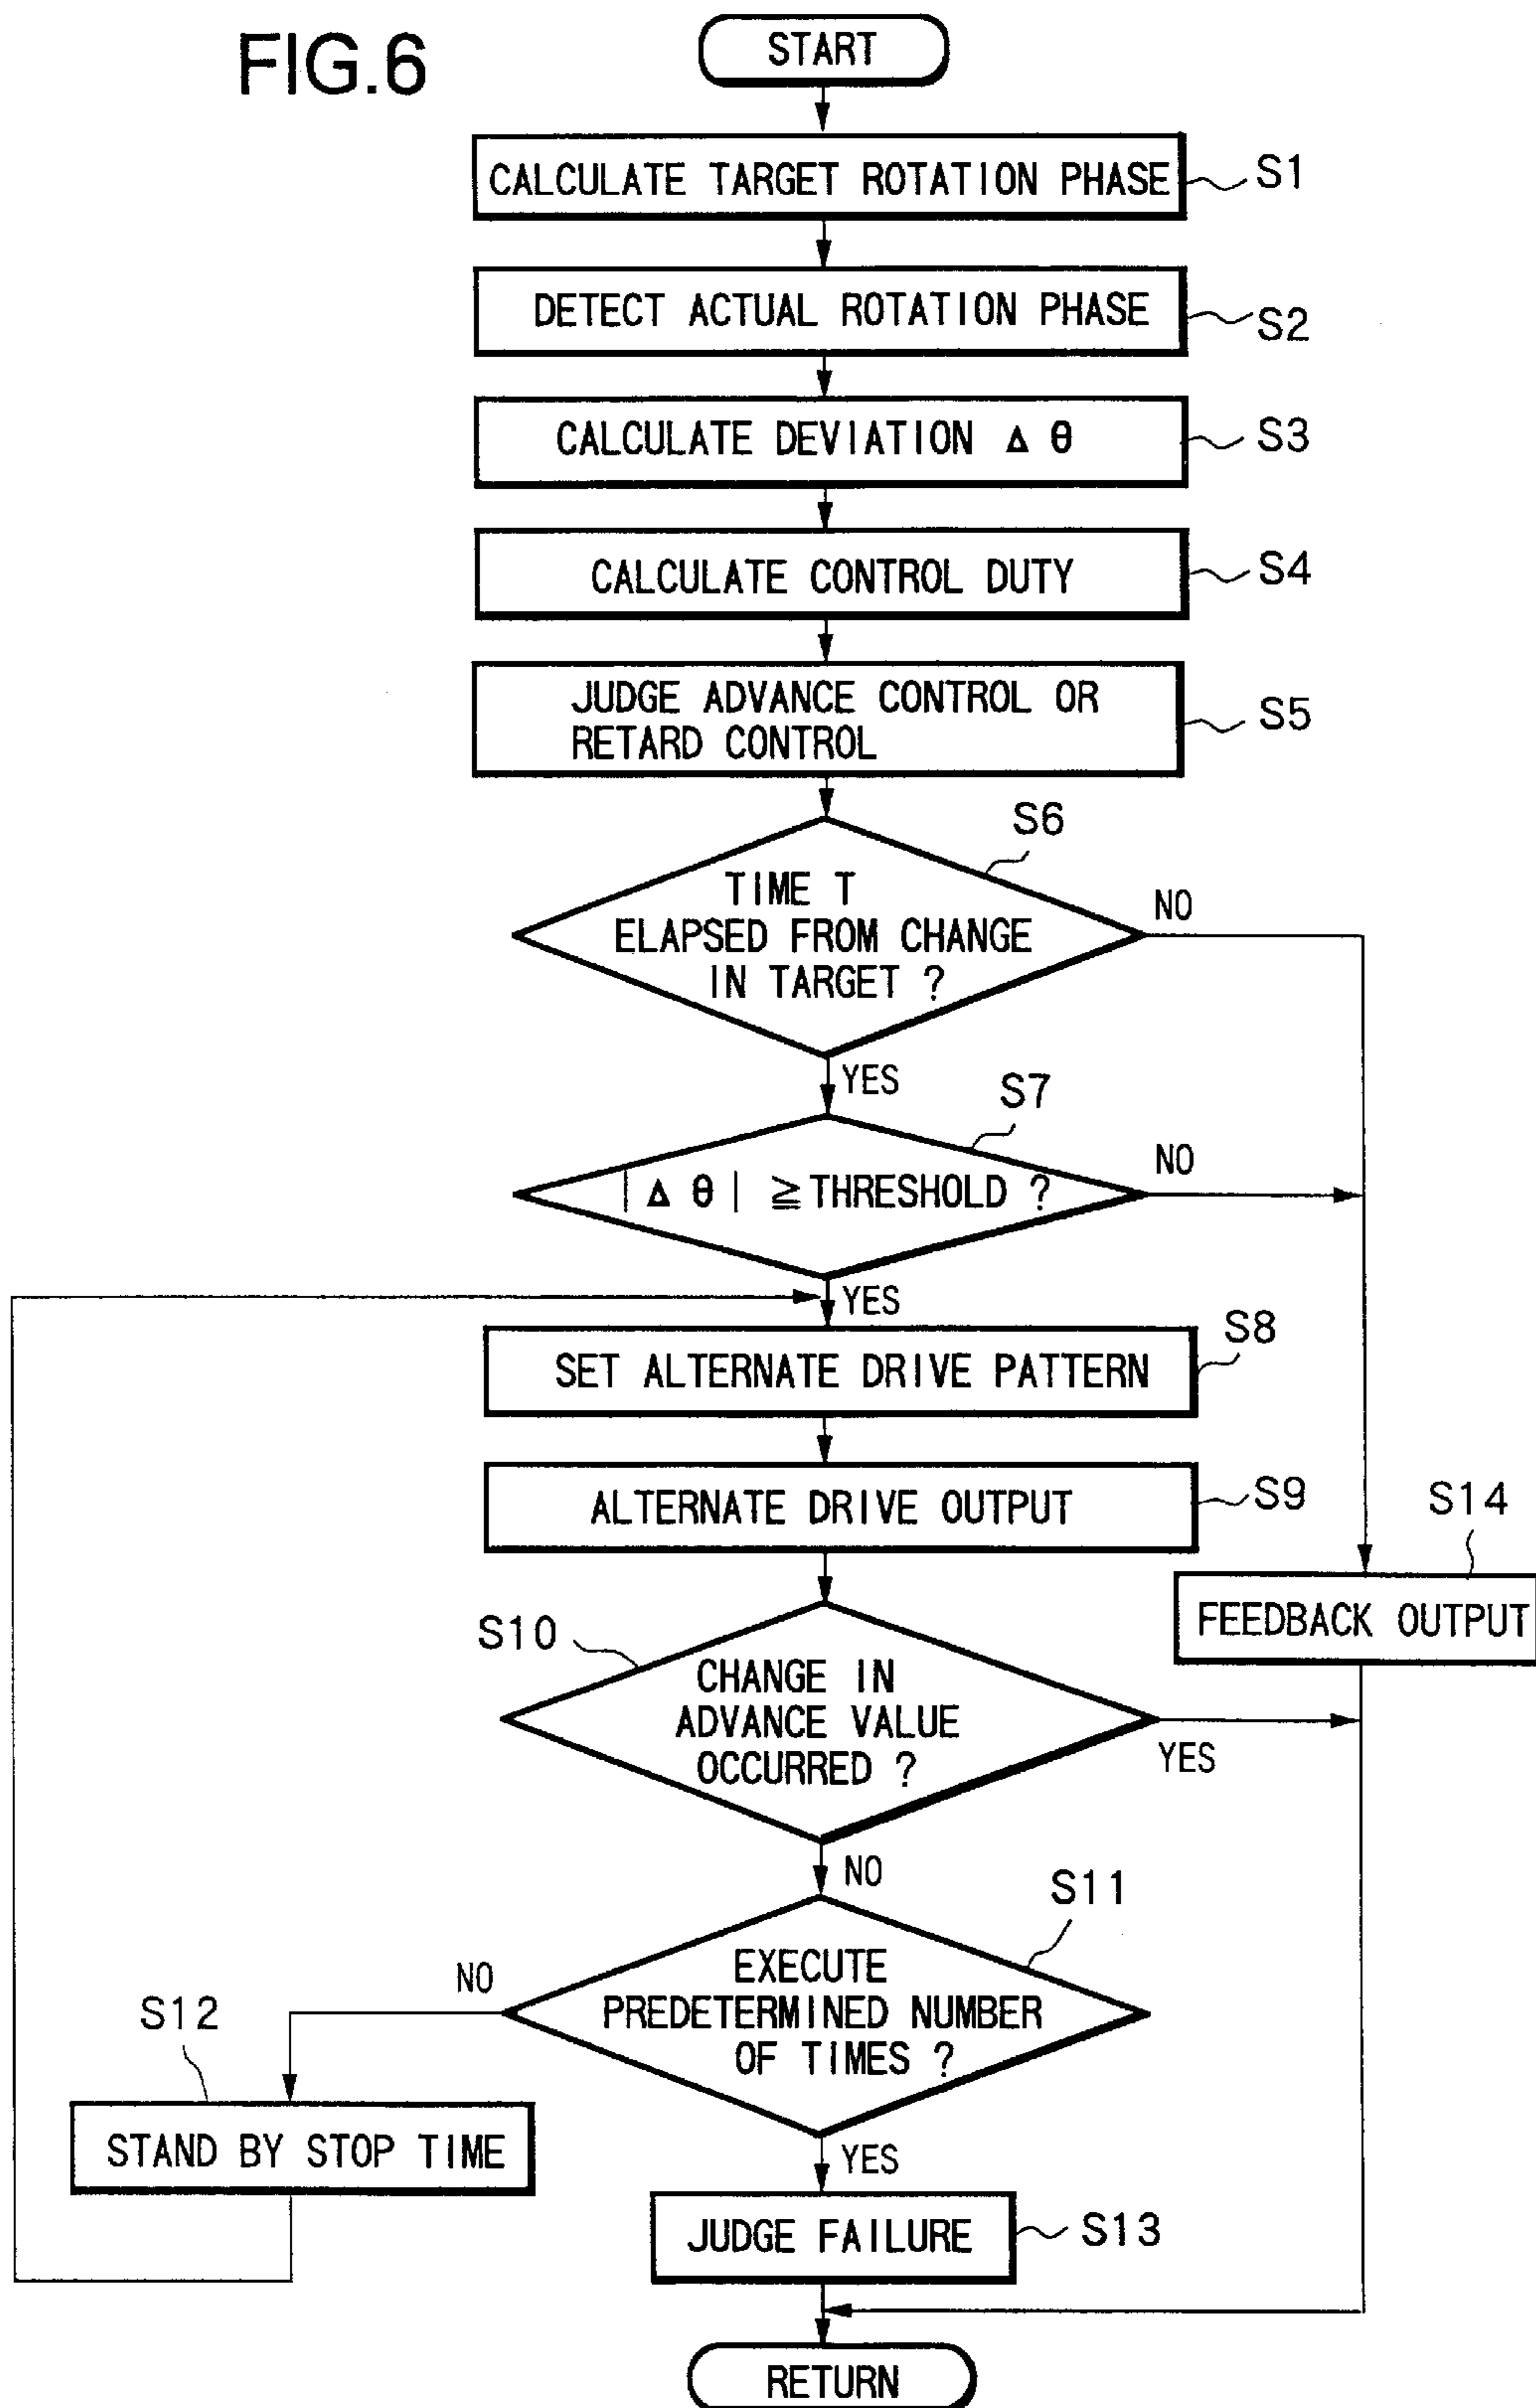 FIG.6
START
CALCULATE TARGET ROTATION PHASE
S1
DETECT ACTUAL ROTATION PHASE
S2
CALCULATE DEVIATION Δ θ
S3
CALCULATE CONTROL DUTY
S4
JUDGE ADVANCE CONTROL OR
RETARD CONTROL
S5
S6
TIME T
ELAPSED FROM CHANGE
IN TARGET ?
NO
YES
S7
| Δ θ | ≧ THRESHOLD ?
NO
YES
S8
SET ALTERNATE DRIVE PATTERN
ALTERNATE DRIVE OUTPUT
S9
S14
FEEDBACK OUTPUT
S10
CHANGE IN
ADVANCE VALUE
OCCURRED ?
YES
NO
S11
EXECUTE
PREDETERMINED NUMBER
OF TIMES ?
NO
S12
STAND BY STOP TIME
YES
JUDGE FAILURE
S13
RETURN